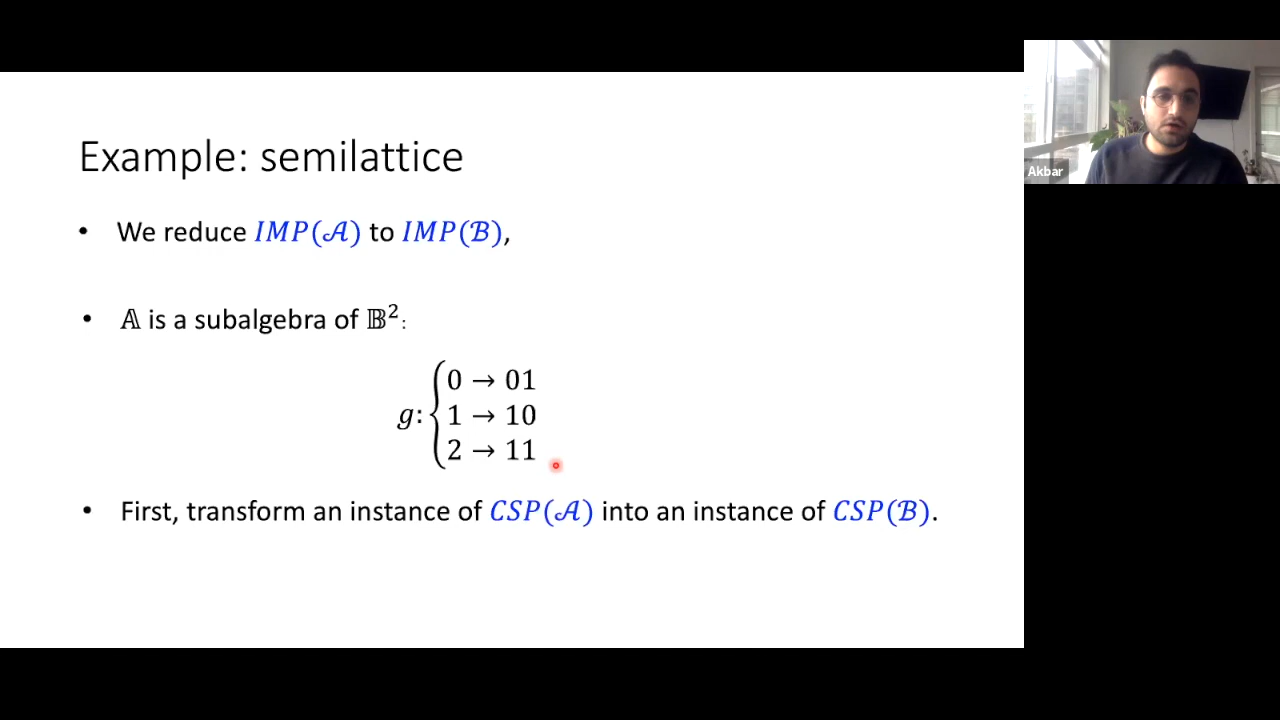 Example: semilattice
• We reduce 𝐼𝑀𝑃(𝒜) to 𝐼𝑀𝑃(ℬ),
• 𝔸 is a subalgebra of 𝔹²:
𝑔: { 0 → 01
1 → 10
2 → 11
• First, transform an instance of 𝐶𝑆𝑃(𝒜) into an instance of 𝐶𝑆𝑃(ℬ).
Akbar